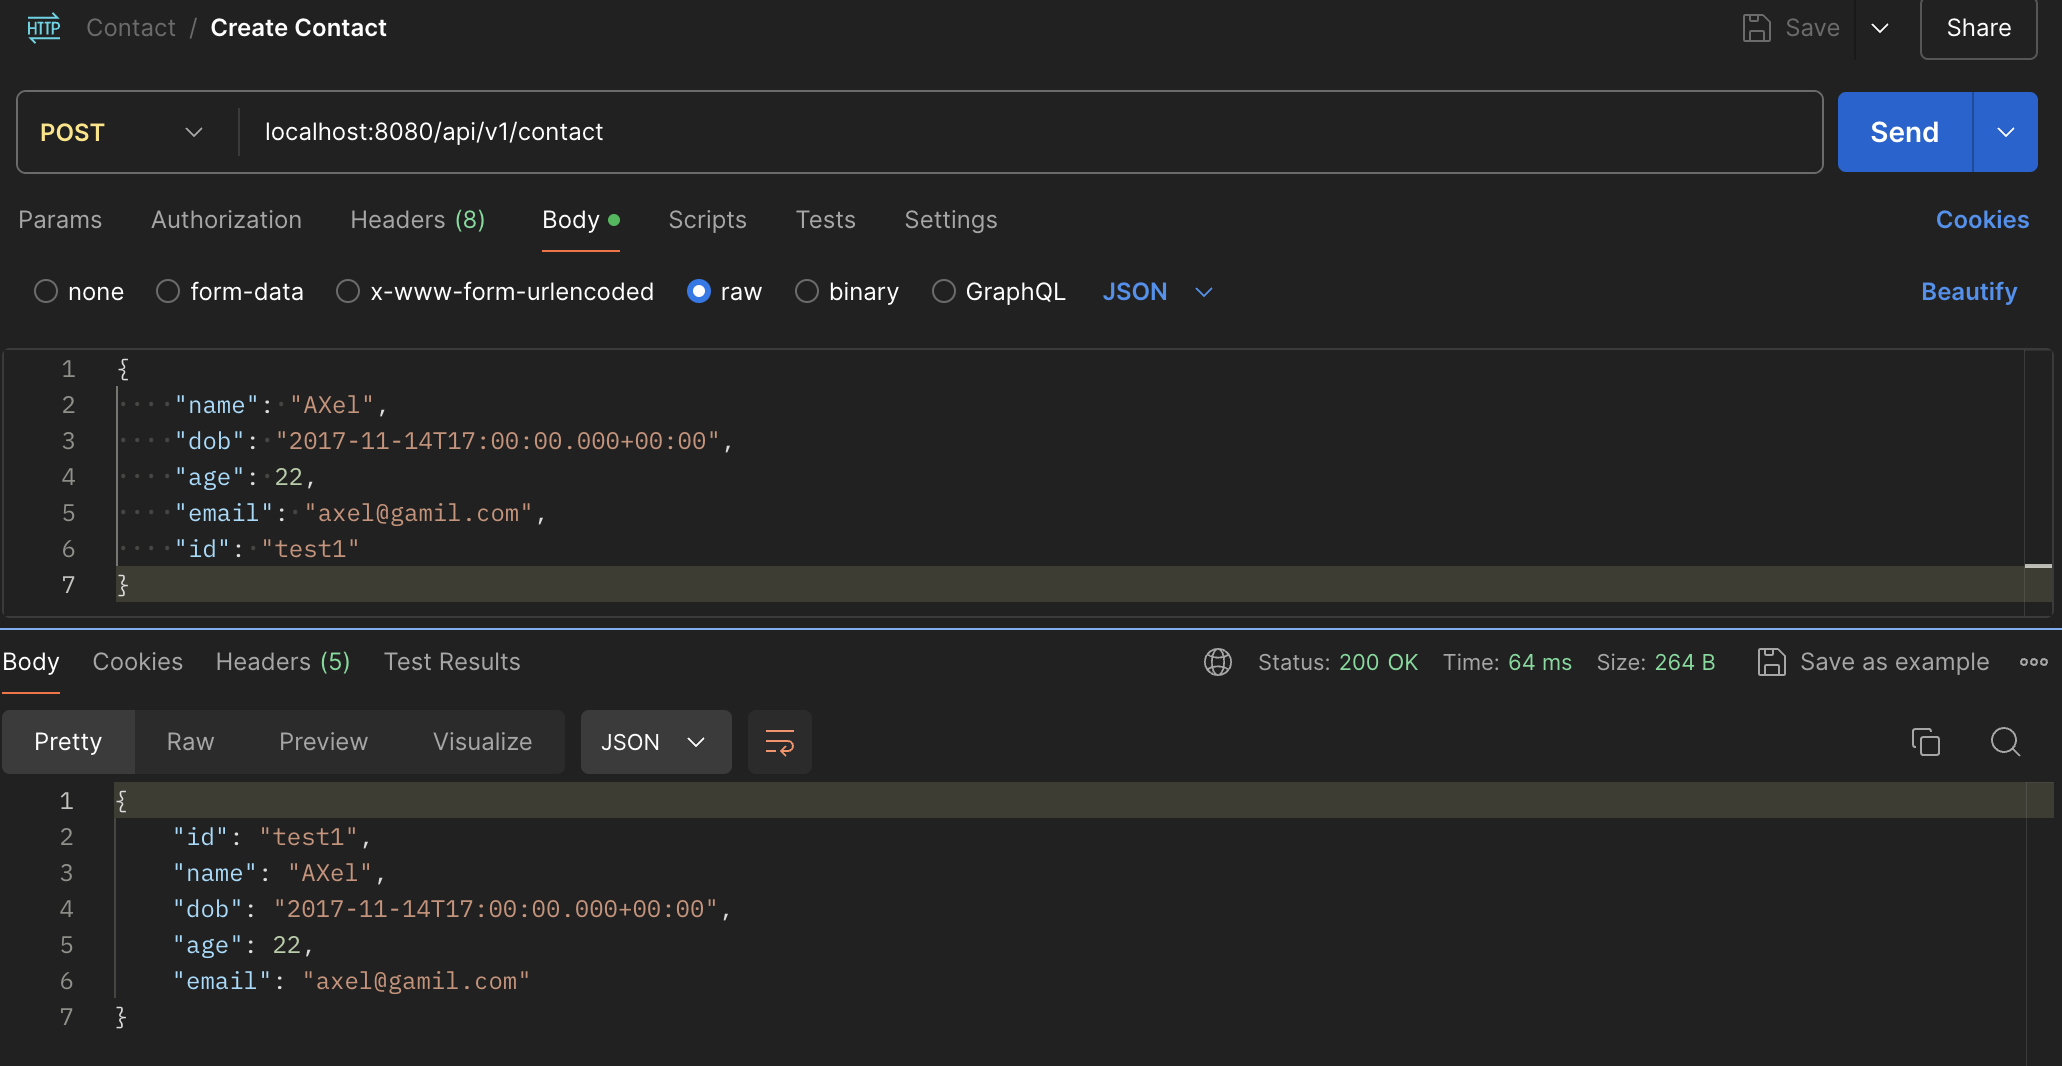 HTTP Contact / Create Contact Save Share
POST localhost:8080/api/v1/contact Send
Params Authorization Headers (8) Body Scripts Tests Settings Cookies
none form-data x-www-form-urlencoded raw binary GraphQL JSON Beautify
1 {
2 "name": "AXel",
3 "dob": "2017-11-14T17:00:00.000+00:00",
4 "age": 22,
5 "email": "axel@gamil.com",
6 "id": "test1"
7 }
Body Cookies Headers (5) Test Results Status: 200 OK Time: 64 ms Size: 264 B Save as example
Pretty Raw Preview Visualize JSON
1 {
2 "id": "test1",
3 "name": "AXel",
4 "dob": "2017-11-14T17:00:00.000+00:00",
5 "age": 22,
6 "email": "axel@gamil.com"
7 }